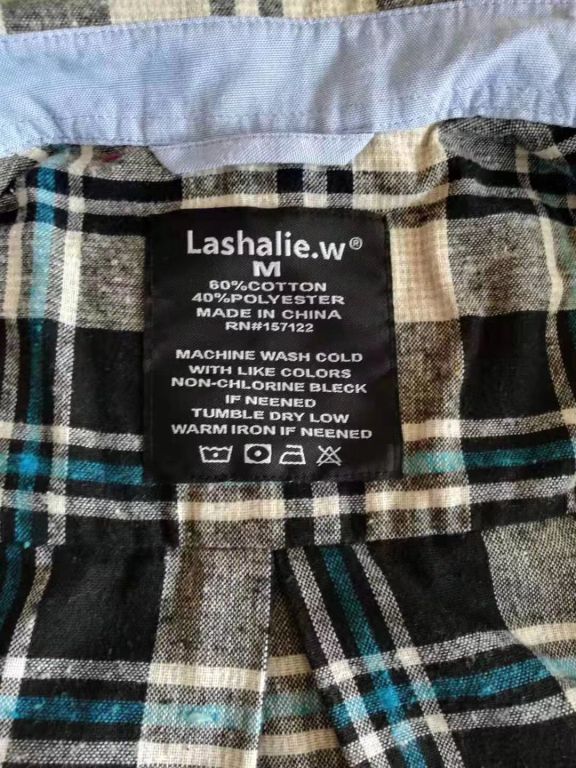 Lashalie.w®
M
60%COTTON
40%POLYESTER
MADE IN CHINA
RN#157122
MACHINE WASH COLD
WITH LIKE COLORS
NON-CHLORINE BLECK
IF NEENED
TUMBLE DRY LOW
WARM IRON IF NEENED